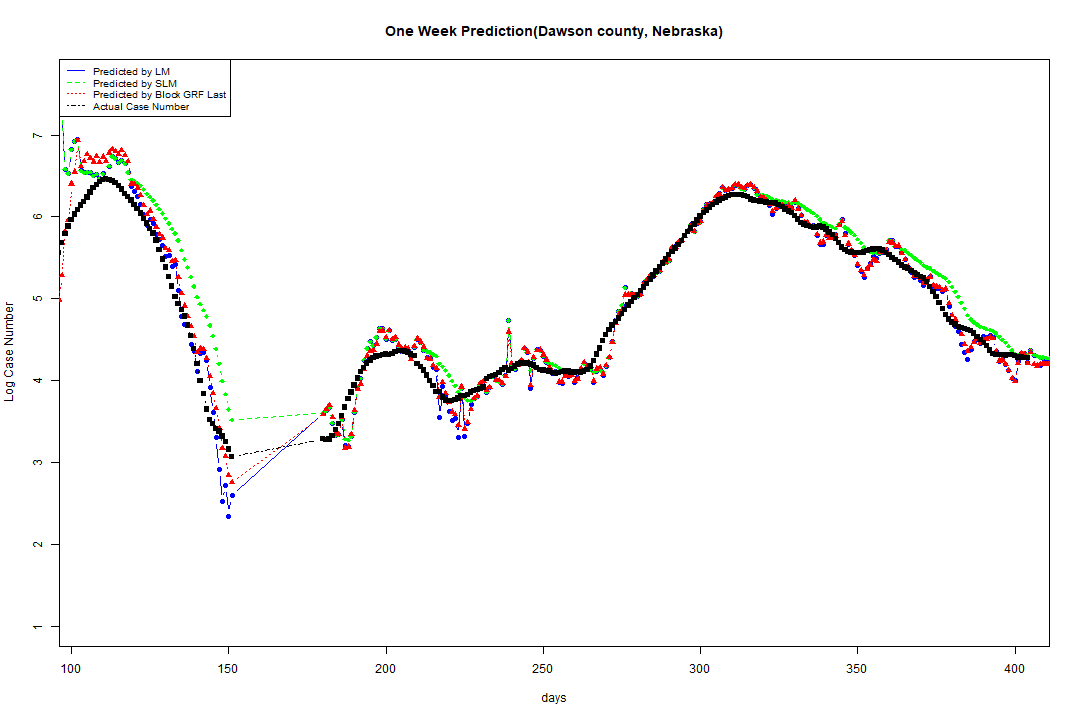 One Week Prediction(Dawson county, Nebraska)
Predicted by LM
Predicted by SLM
Predicted by Block GRF Last
Actual Case Number
7
6
5
4
3
2
1
Log Case Number
100 150 200 250 300 350 400
days